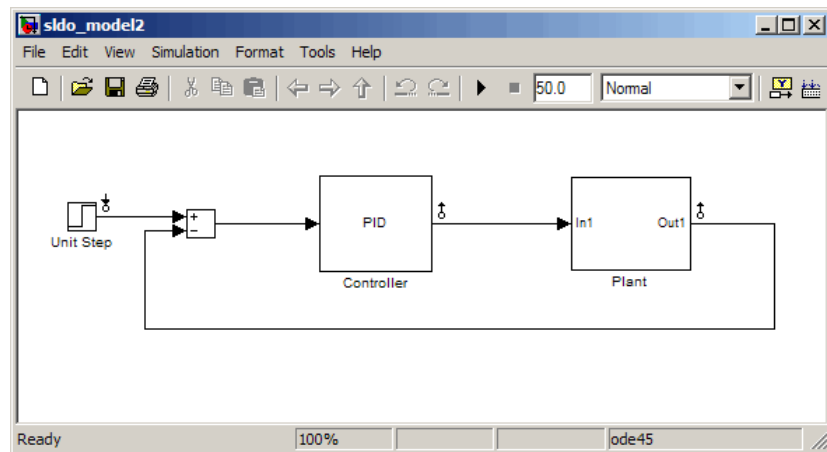 sldo_model2
File Edit View Simulation Format Tools Help
50.0 Normal
+
−
PID
In1 Out1
Unit Step
Controller
Plant
Ready 100% ode45